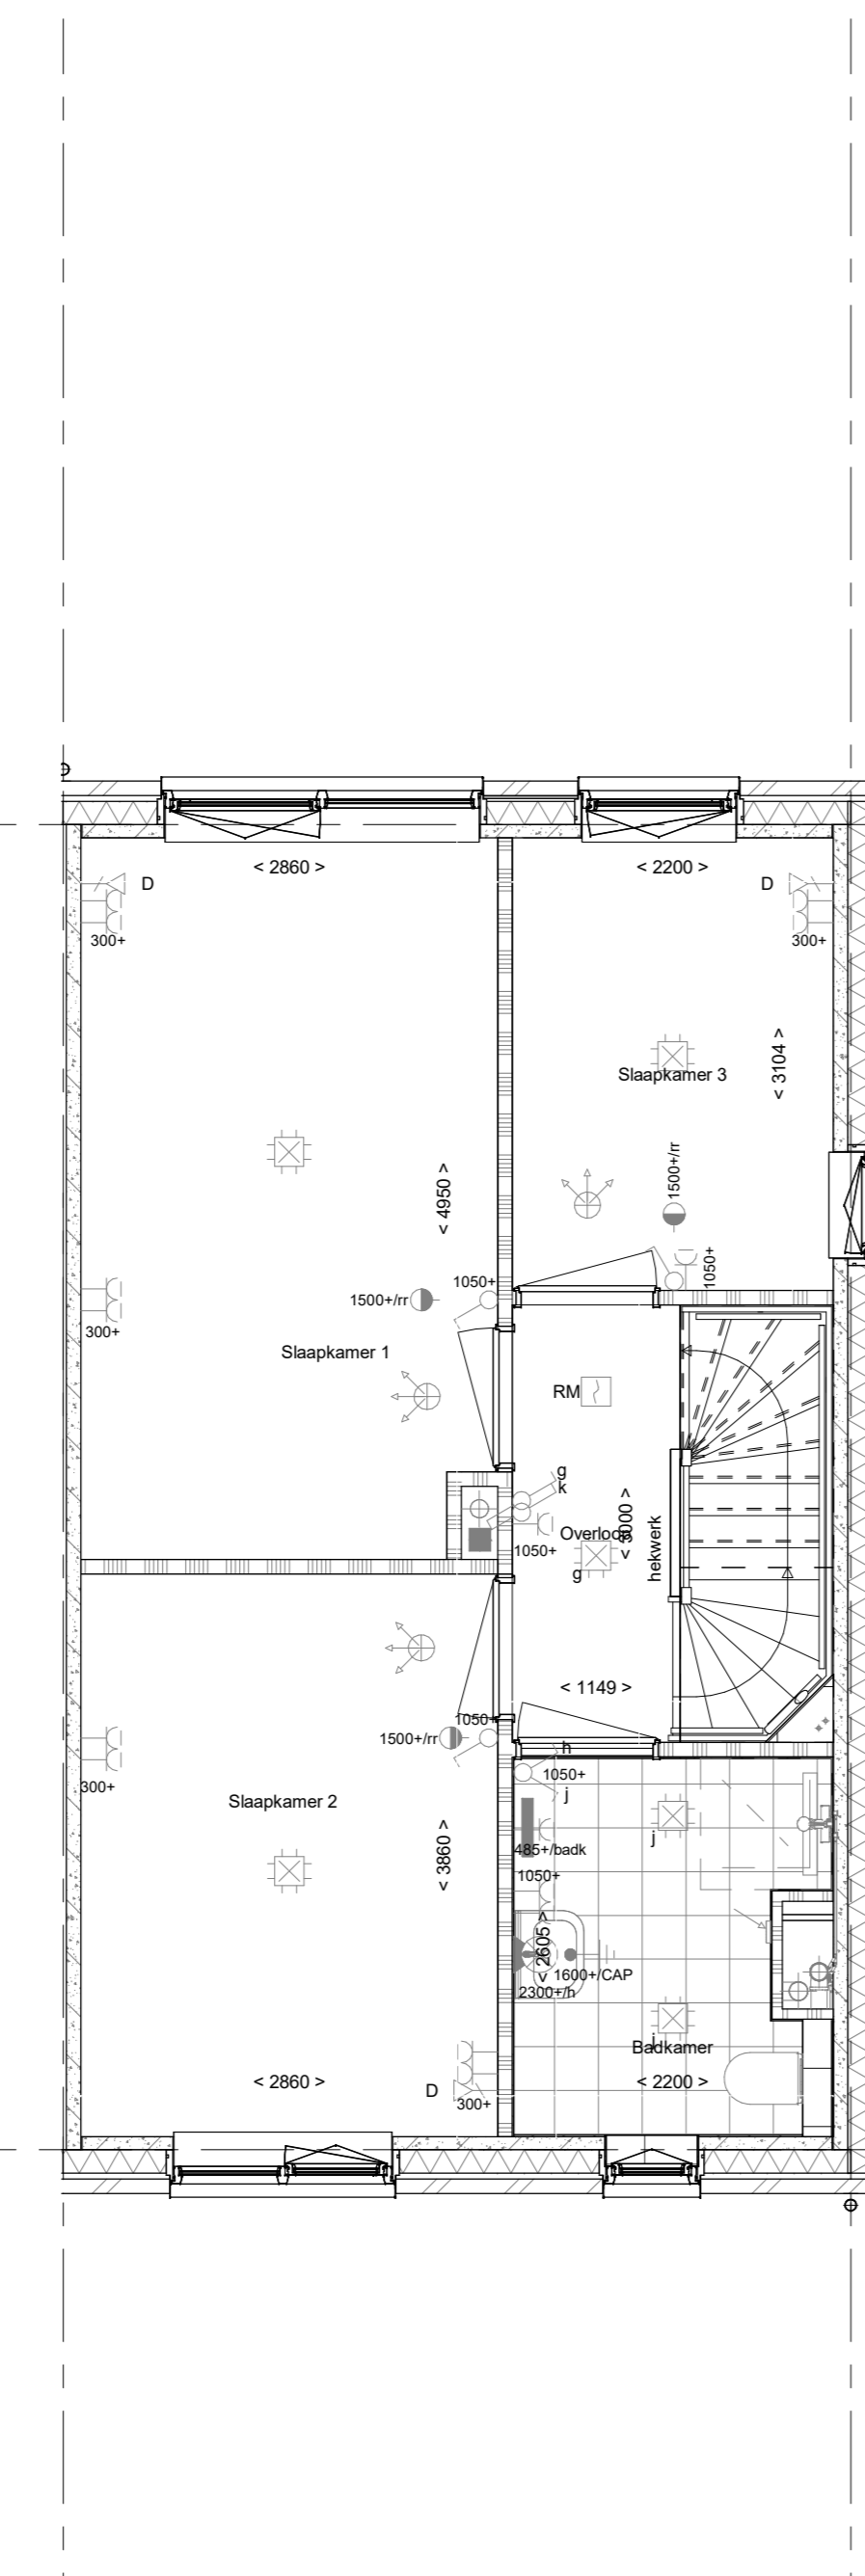 < 2860 >
< 2200 >
D
D
300+
300+
Slaapkamer 3
< 3104 >
1500+/rr
< 4950 >
1050+
1050+
1500+/rr
300+
Slaapkamer 1
RM
g
k
Overloop
< 3000 >
hekwerk
1050+
g
< 1149 >
1050+
1500+/rr
h
1050+
j
300+
Slaapkamer 2
j
485+/badk
< 3860 >
1050+
< 2605 >
1600+/CAP
2300+/h
j
Badkamer
< 2860 >
< 2200 >
D
300+